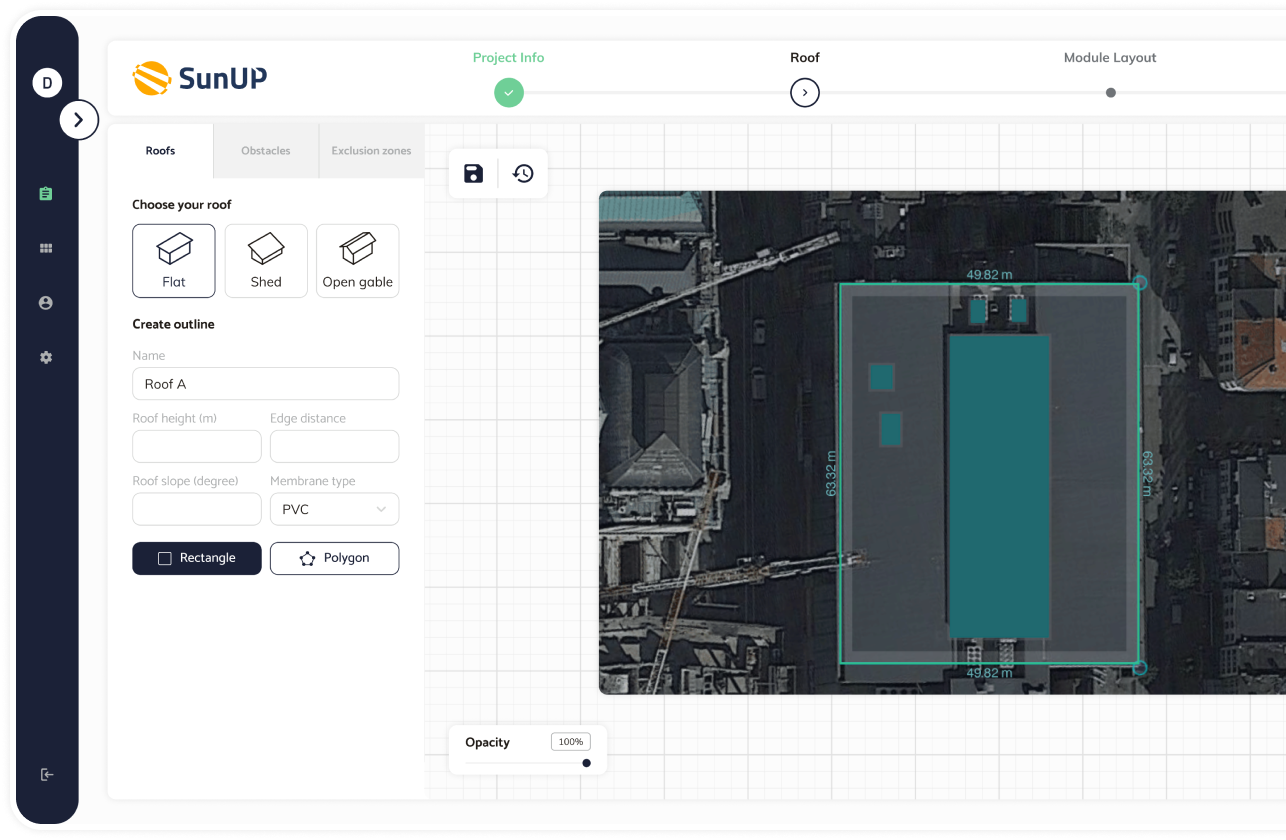 D
SunUP
Project Info
Roof
Module Layout
Roofs
Obstacles
Exclusion zones
Choose your roof
Flat
Shed
Open gable
Create outline
Name
Roof A
Roof height (m)
Edge distance
Roof slope (degree)
Membrane type
PVC
Rectangle
Polygon
49.82 m
63.32 m
63.32 m
49.82 m
Opacity
100%